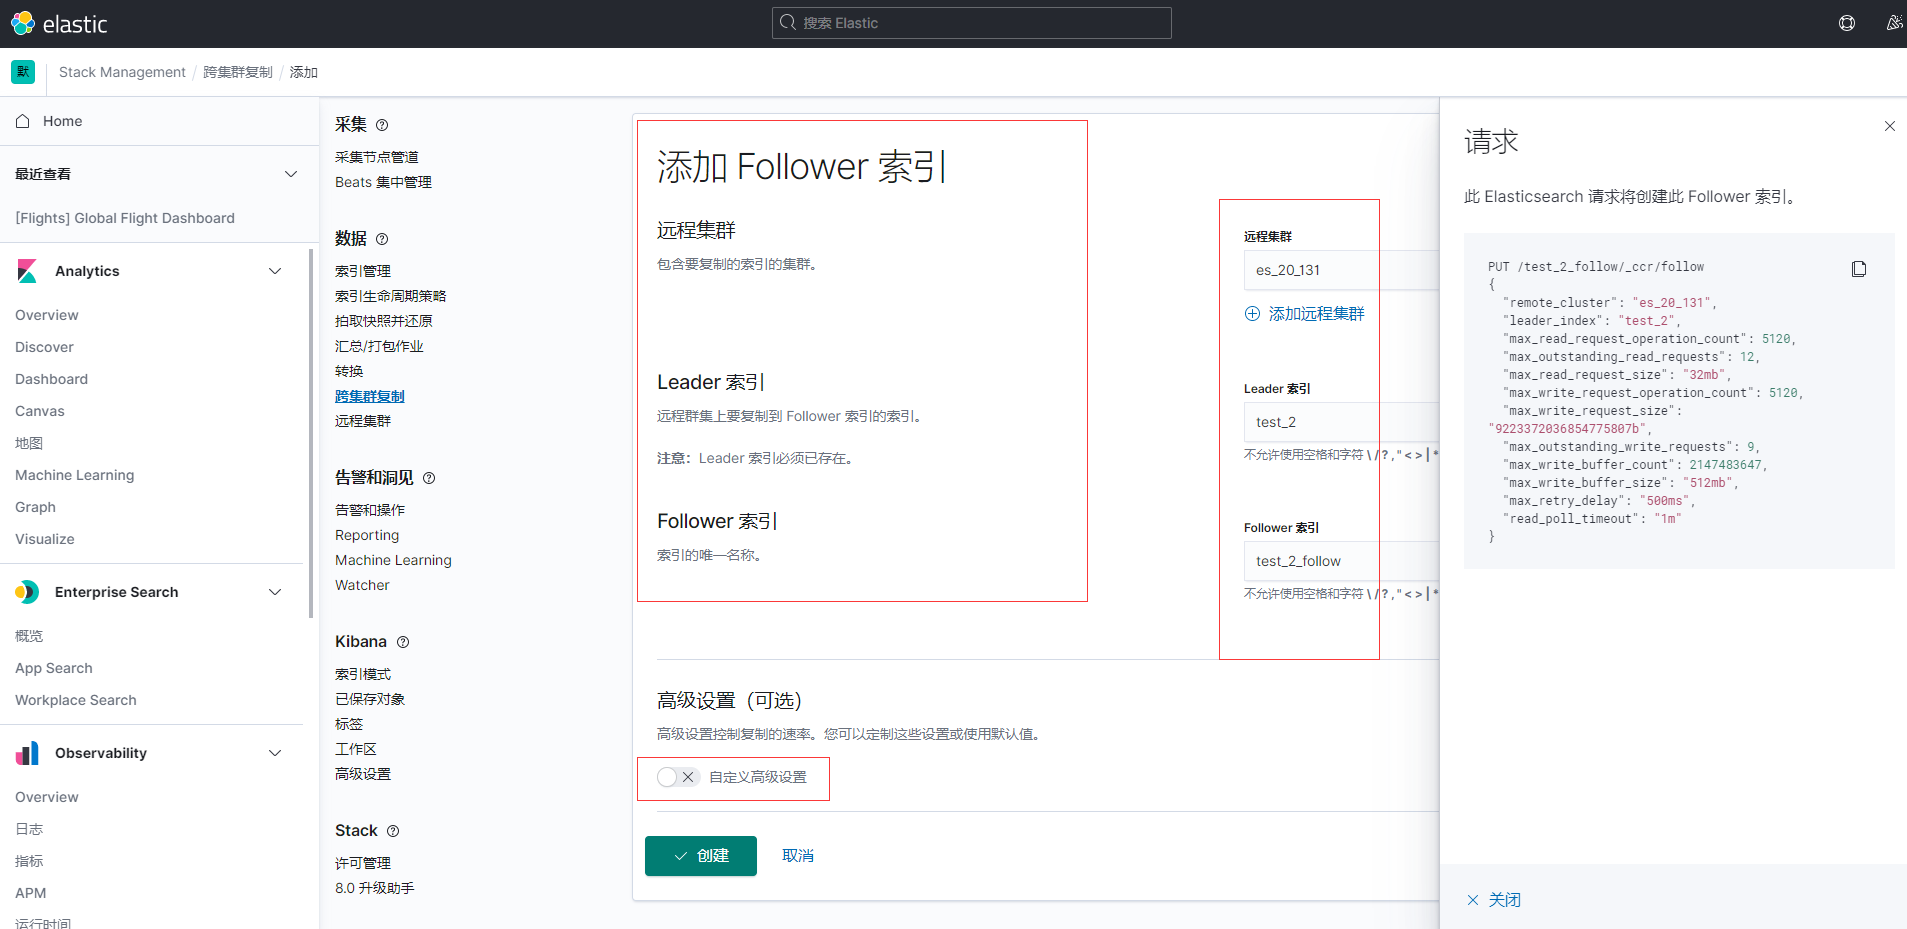 elastic
搜索 Elastic
默
Stack Management / 跨集群复制 / 添加
Home
最近查看
[Flights] Global Flight Dashboard
Analytics
Overview
Discover
Dashboard
Canvas
地图
Machine Learning
Graph
Visualize
Enterprise Search
概览
App Search
Workplace Search
Observability
Overview
日志
指标
APM
运行时间
采集
采集节点管道
Beats 集中管理
数据
索引管理
索引生命周期策略
拍取快照并还原
汇总/打包作业
转换
跨集群复制
远程集群
告警和洞见
告警和操作
Reporting
Machine Learning
Watcher
Kibana
索引模式
已保存对象
标签
工作区
高级设置
Stack
许可管理
8.0 升级助手
添加 Follower 索引
远程集群
包含要复制的索引的集群。
远程集群
es_20_131
添加远程集群
Leader 索引
远程群集上要复制到 Follower 索引的索引。
注意：Leader 索引必须已存在。
Leader 索引
test_2
不允许使用空格和字符 \ / ? , " < > | *
Follower 索引
索引的唯一名称。
Follower 索引
test_2_follow
不允许使用空格和字符 \ / ? , " < > | *
高级设置（可选）
高级设置控制复制的速率。您可以定制这些设置或使用默认值。
自定义高级设置
创建
取消
请求
此 Elasticsearch 请求将创建此 Follower 索引。
PUT /test_2_follow/_ccr/follow
{
  "remote_cluster": "es_20_131",
  "leader_index": "test_2",
  "max_read_request_operation_count": 5120,
  "max_outstanding_read_requests": 12,
  "max_read_request_size": "32mb",
  "max_write_request_operation_count": 5120,
  "max_write_request_size":
"9223372036854775807b",
  "max_outstanding_write_requests": 9,
  "max_write_buffer_count": 2147483647,
  "max_write_buffer_size": "512mb",
  "max_retry_delay": "500ms",
  "read_poll_timeout": "1m"
}
关闭